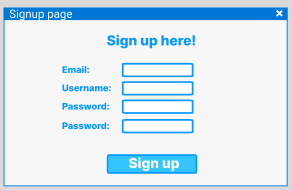 Signup page ×
Sign up here!
Email:
Username:
Password:
Password:
Sign up